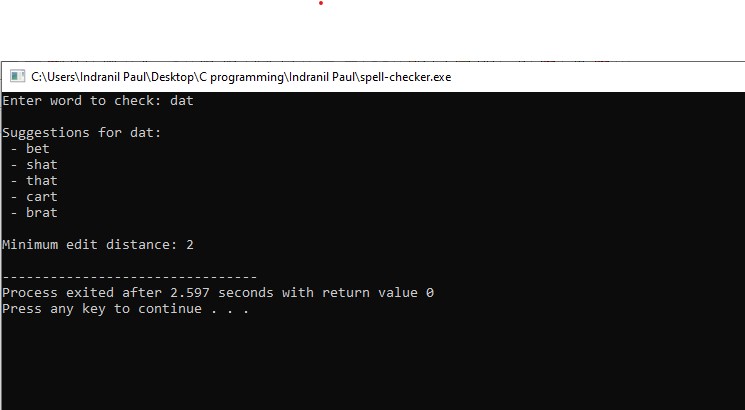 C:\Users\Indranil Paul\Desktop\C programming\Indranil Paul\spell-checker.exe
Enter word to check: dat
Suggestions for dat:
- bet
- shat
- that
- cart
- brat
Minimum edit distance: 2
--------------------------------
Process exited after 2.597 seconds with return value 0
Press any key to continue . . .